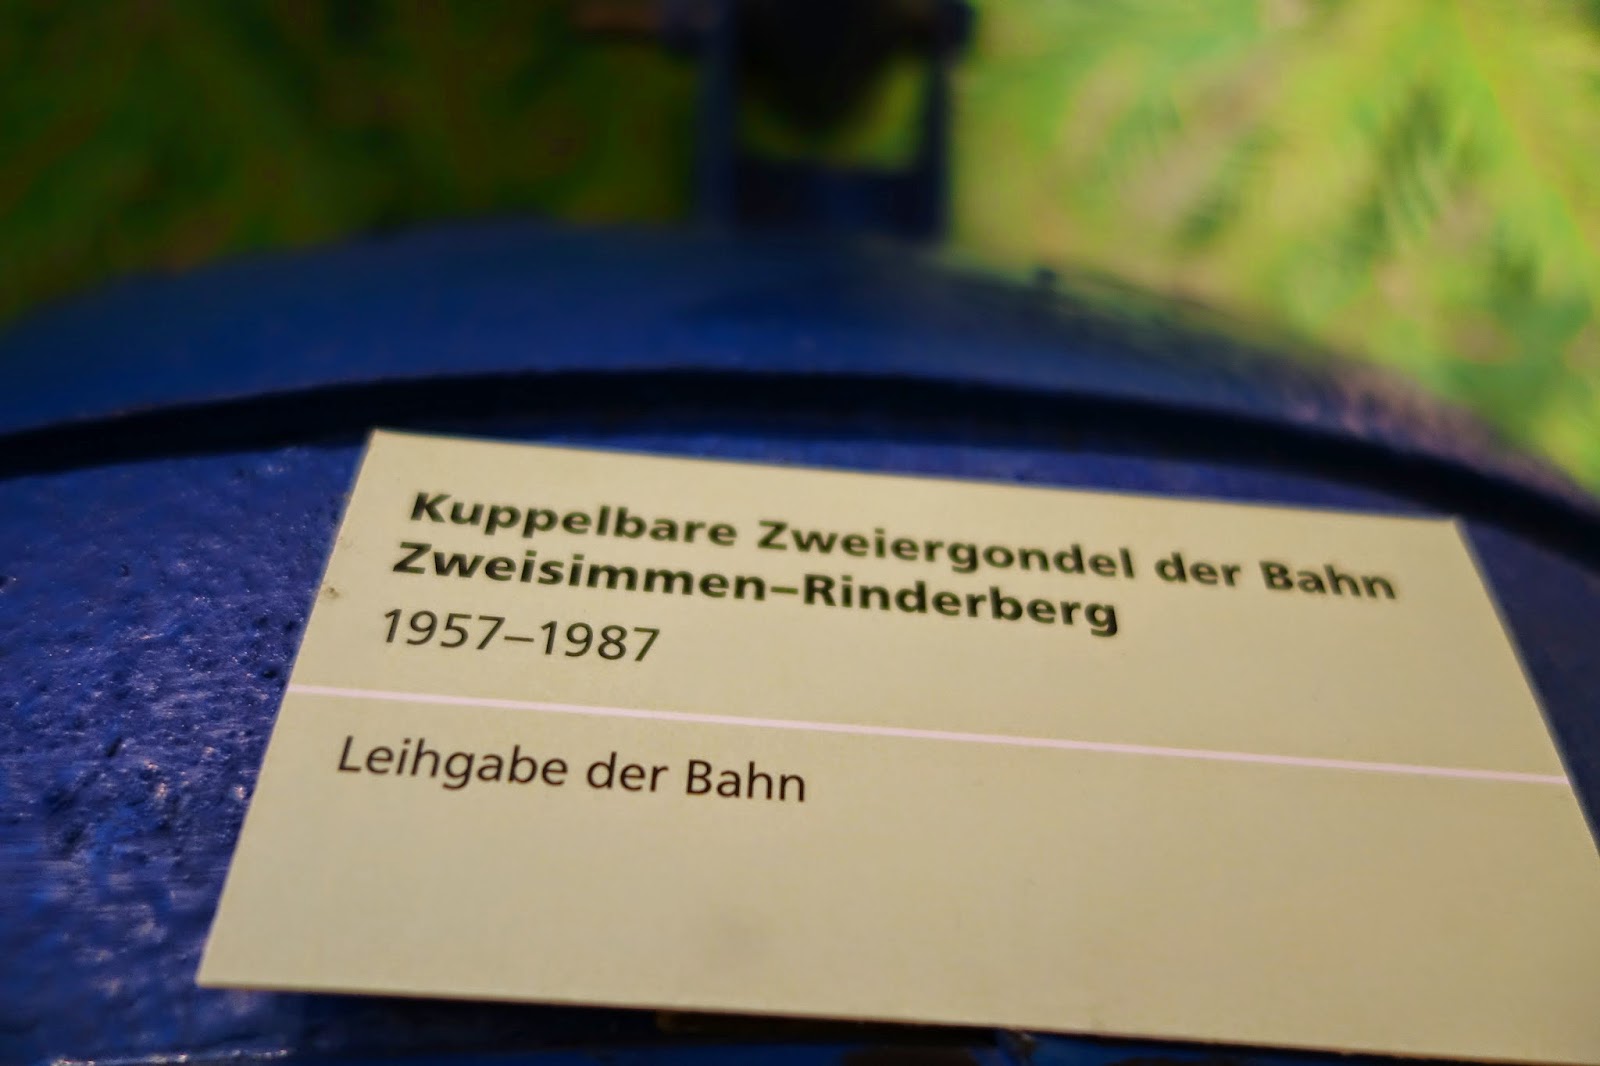 Kuppelbare Zweiergondel der Bahn
Zweisimmen–Rinderberg
1957–1987
Leihgabe der Bahn